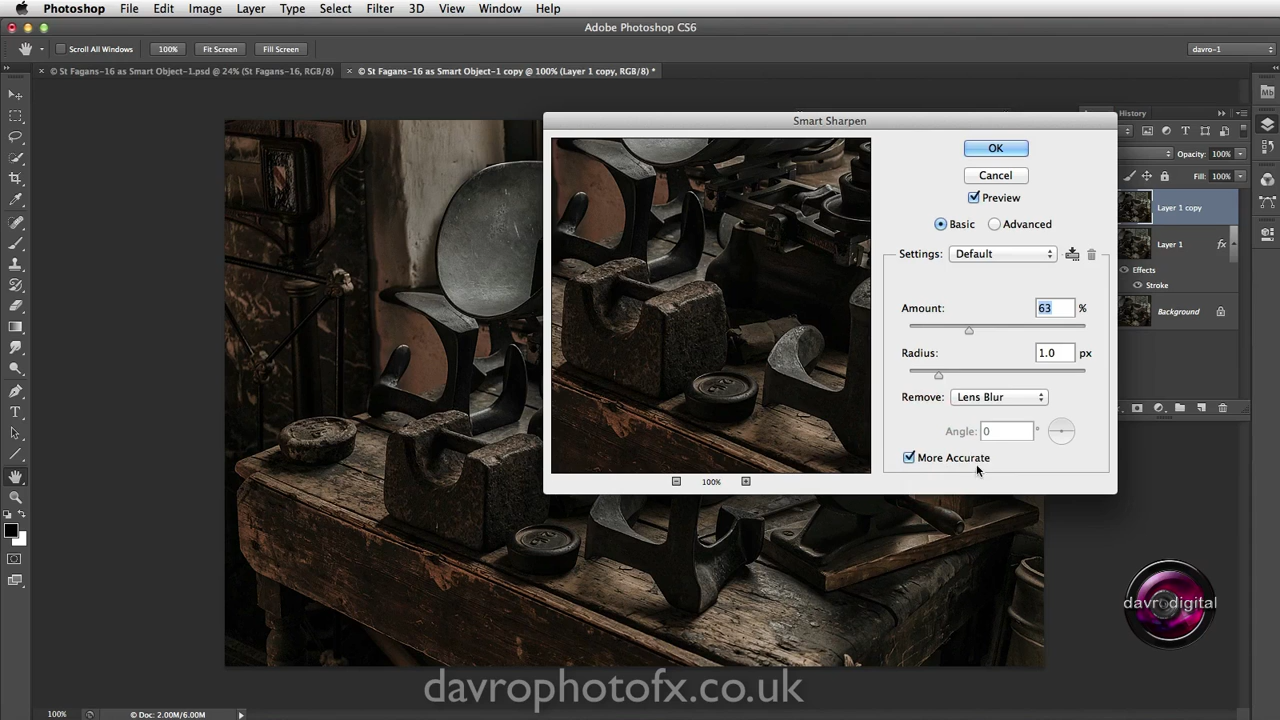 Photoshop File Edit Image Layer Type Select Filter 3D View Window Help
Adobe Photoshop CS6
Scroll All Windows 100% Fit Screen Fill Screen davro-1
© St Fagans-16 as Smart Object-1.psd @ 24% (St Fagans-16, RGB/8) © St Fagans-16 as Smart Object-1 copy @ 100% (Layer 1 copy, RGB/8) *
Mb
History
Smart Sharpen
OK
Cancel
Preview
Basic Advanced
Settings: Default
Amount: 63 %
Radius: 1.0 px
Remove: Lens Blur
Angle: 0 °
More Accurate
100%
Opacity: 100%
Fill: 100%
Layer 1 copy
Layer 1 fx
Effects
Stroke
Background
davrodigital
davrophotofx.co.uk
100% © Doc: 2.00M/6.00M